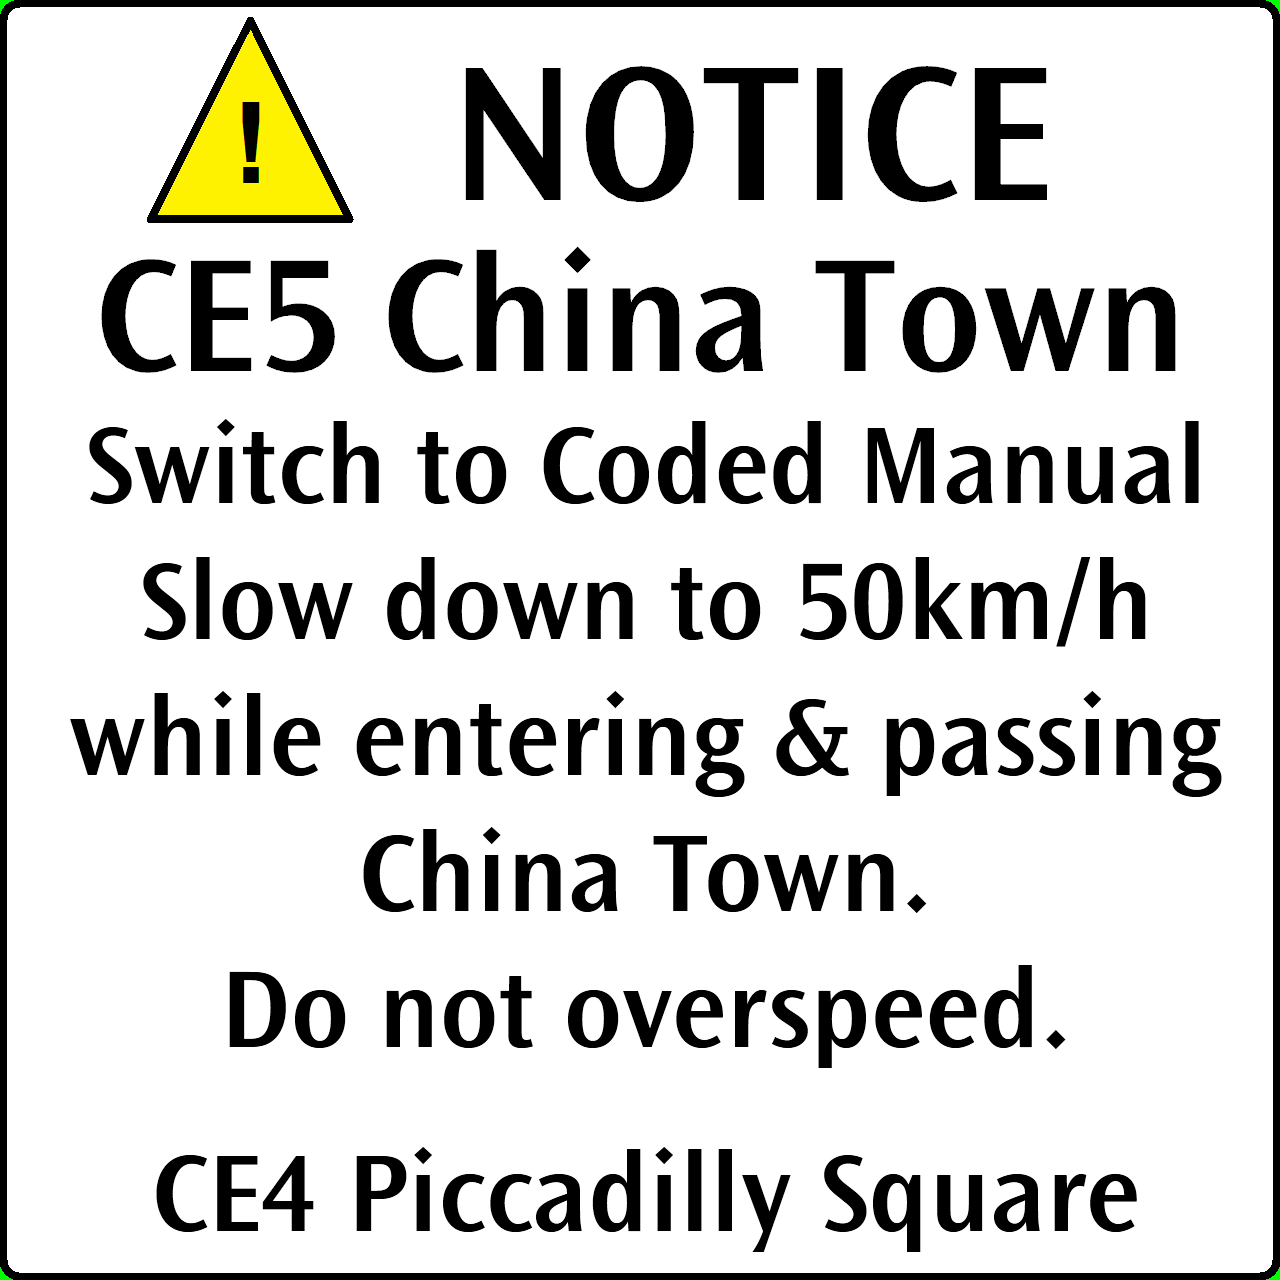 ! NOTICE
CE5 China Town
Switch to Coded Manual
Slow down to 50km/h
while entering & passing
China Town.
Do not overspeed.
CE4 Piccadilly Square